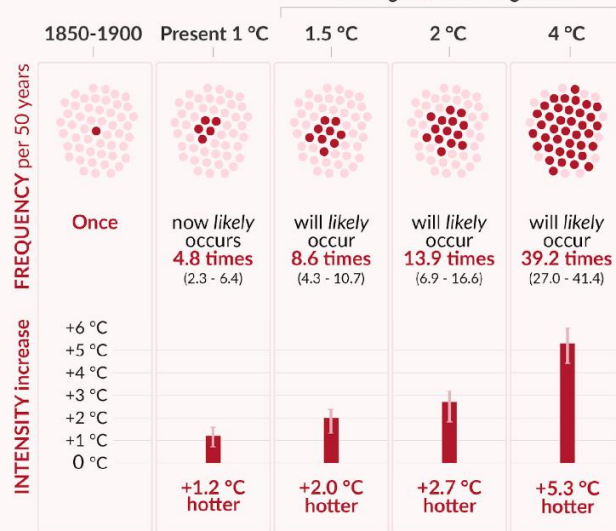 1850-1900 Present 1 °C 1.5 °C 2 °C 4 °C
FREQUENCY per 50 years
Once
now likely
occurs
4.8 times
(2.3 - 6.4)
will likely
occur
8.6 times
(4.3 - 10.7)
will likely
occur
13.9 times
(6.9 - 16.6)
will likely
occur
39.2 times
(27.0 - 41.4)
INTENSITY increase
+6 °C
+5 °C
+4 °C
+3 °C
+2 °C
+1 °C
0 °C
+1.2 °C
hotter
+2.0 °C
hotter
+2.7 °C
hotter
+5.3 °C
hotter